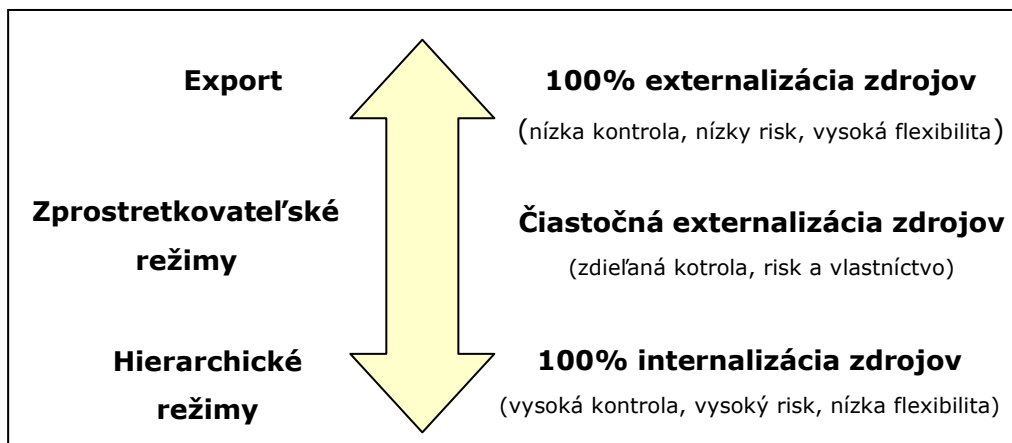 Export
100% externalizácia zdrojov
(nízka kontrola, nízky risk, vysoká flexibilita)
Zprostretkovateľské
režimy
Čiastočná externalizácia zdrojov
(zdieľaná kotrola, risk a vlastníctvo)
Hierarchické
režimy
100% internalizácia zdrojov
(vysoká kontrola, vysoký risk, nízka flexibilita)